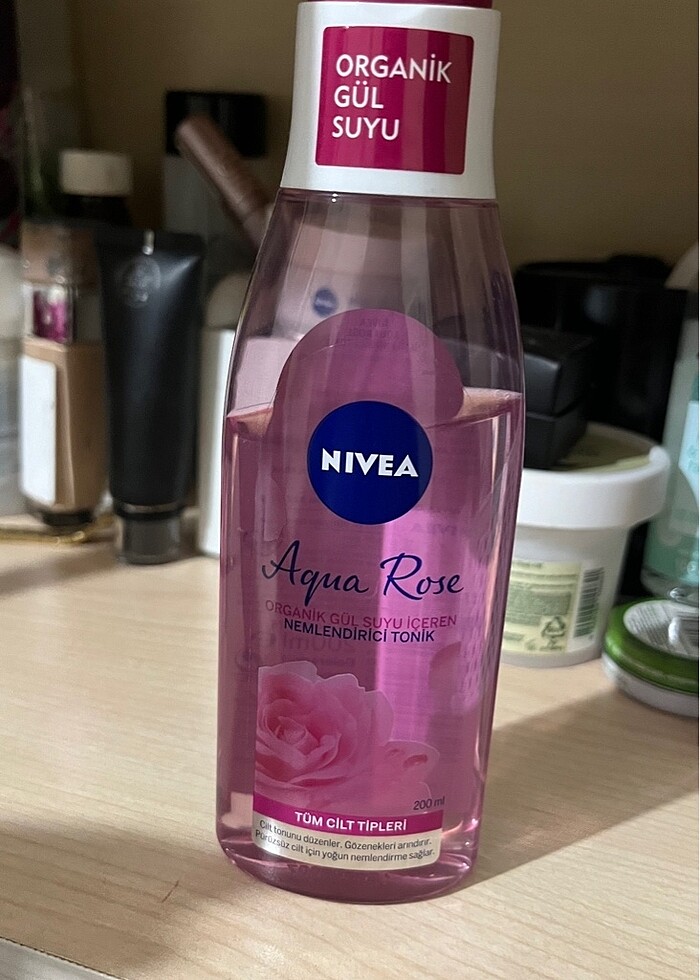 ORGANİK
GÜL
SUYU
NIVEA
Aqua Rose
ORGANİK GÜL SUYU İÇEREN
NEMLENDİRİCİ TONİK
200 ml
TÜM CİLT TİPLERİ
Cilt tonunu düzenler. Gözenekleri arındırır.
Pürüzsüz cilt için yoğun nemlendirme sağlar.